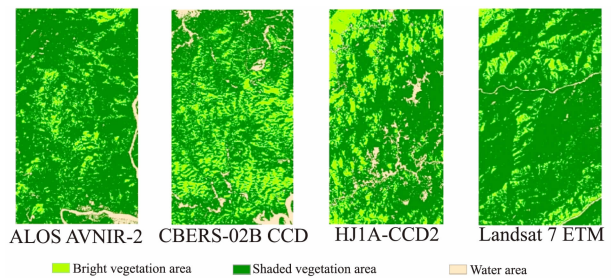 ALOS AVNIR-2 CBERS-02B CCD HJ1A-CCD2 Landsat 7 ETM
Bright vegetation area Shaded vegetation area Water area